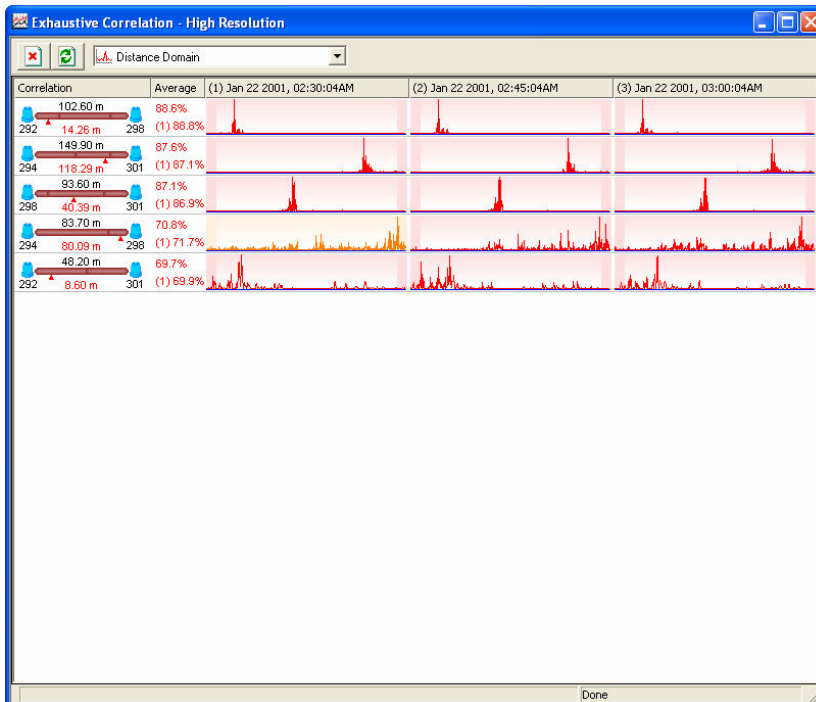 Exhaustive Correlation - High Resolution
Distance Domain
Correlation Average (1) Jan 22 2001, 02:30:04AM (2) Jan 22 2001, 02:45:04AM (3) Jan 22 2001, 03:00:04AM
102.60 m 88.6%
292 14.26 m 298 (1) 88.8%
149.90 m 87.6%
294 118.29 m 301 (1) 87.1%
93.60 m 87.1%
298 40.39 m 301 (1) 86.9%
83.70 m 70.8%
294 80.09 m 298 (1) 71.7%
48.20 m 69.7%
292 8.60 m 301 (1) 69.9%
Done